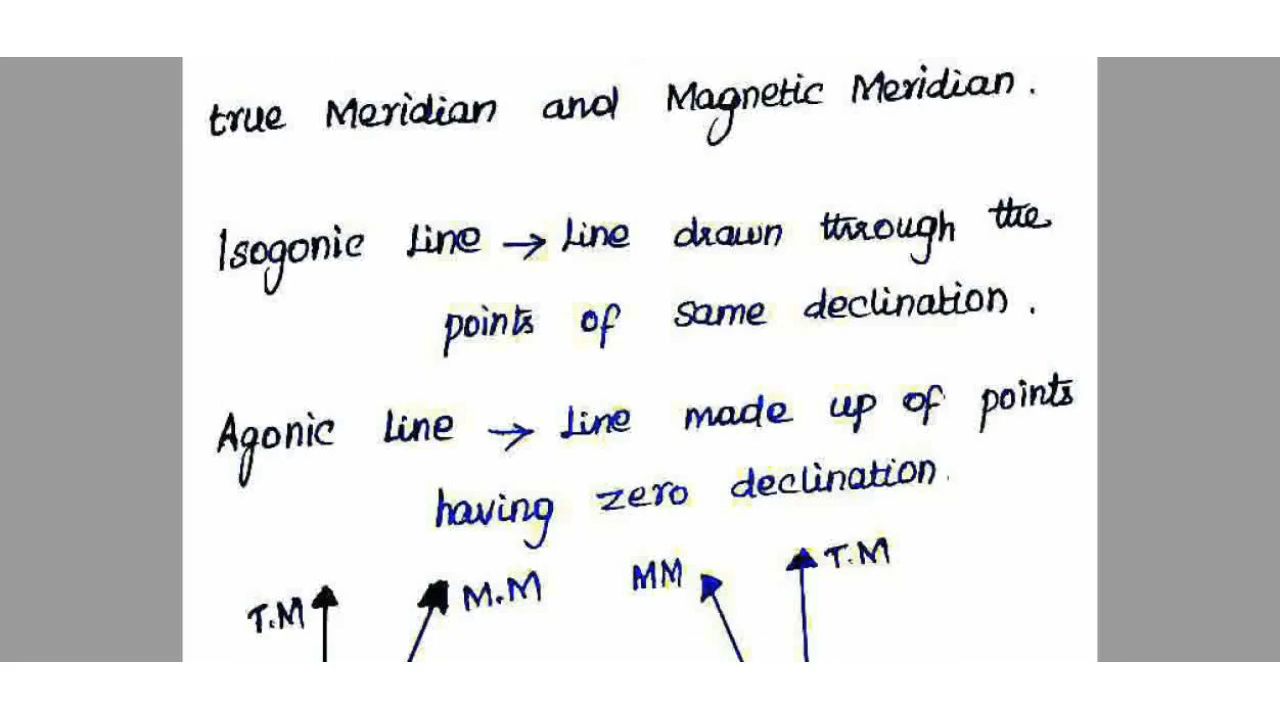 true Meridian and Magnetic Meridian.
Isogonic Line → Line drawn through the
points of same declination.
Agonic Line → Line made up of points
having zero declination.
T.M M.M MM T.M